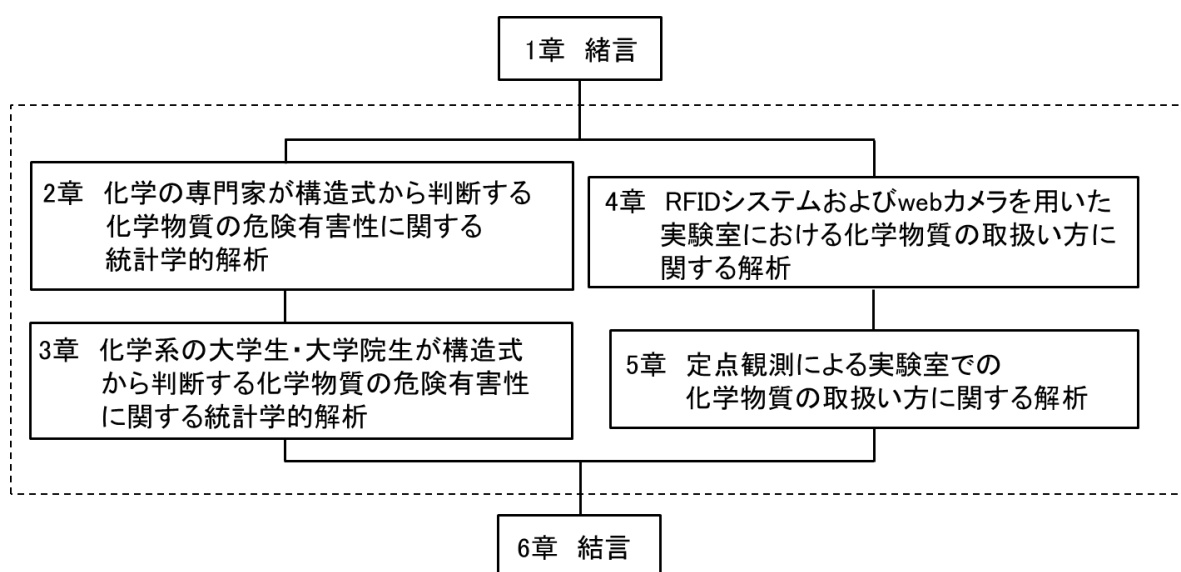 1章 緒言
2章 化学の専門家が構造式から判断する
化学物質の危険有害性に関する
統計学的解析
3章 化学系の大学生・大学院生が構造式
から判断する化学物質の危険有害性
に関する統計学的解析
4章 RFIDシステムおよびwebカメラを用いた
実験室における化学物質の取扱い方に
関する解析
5章 定点観測による実験室での
化学物質の取扱い方に関する解析
6章 結言